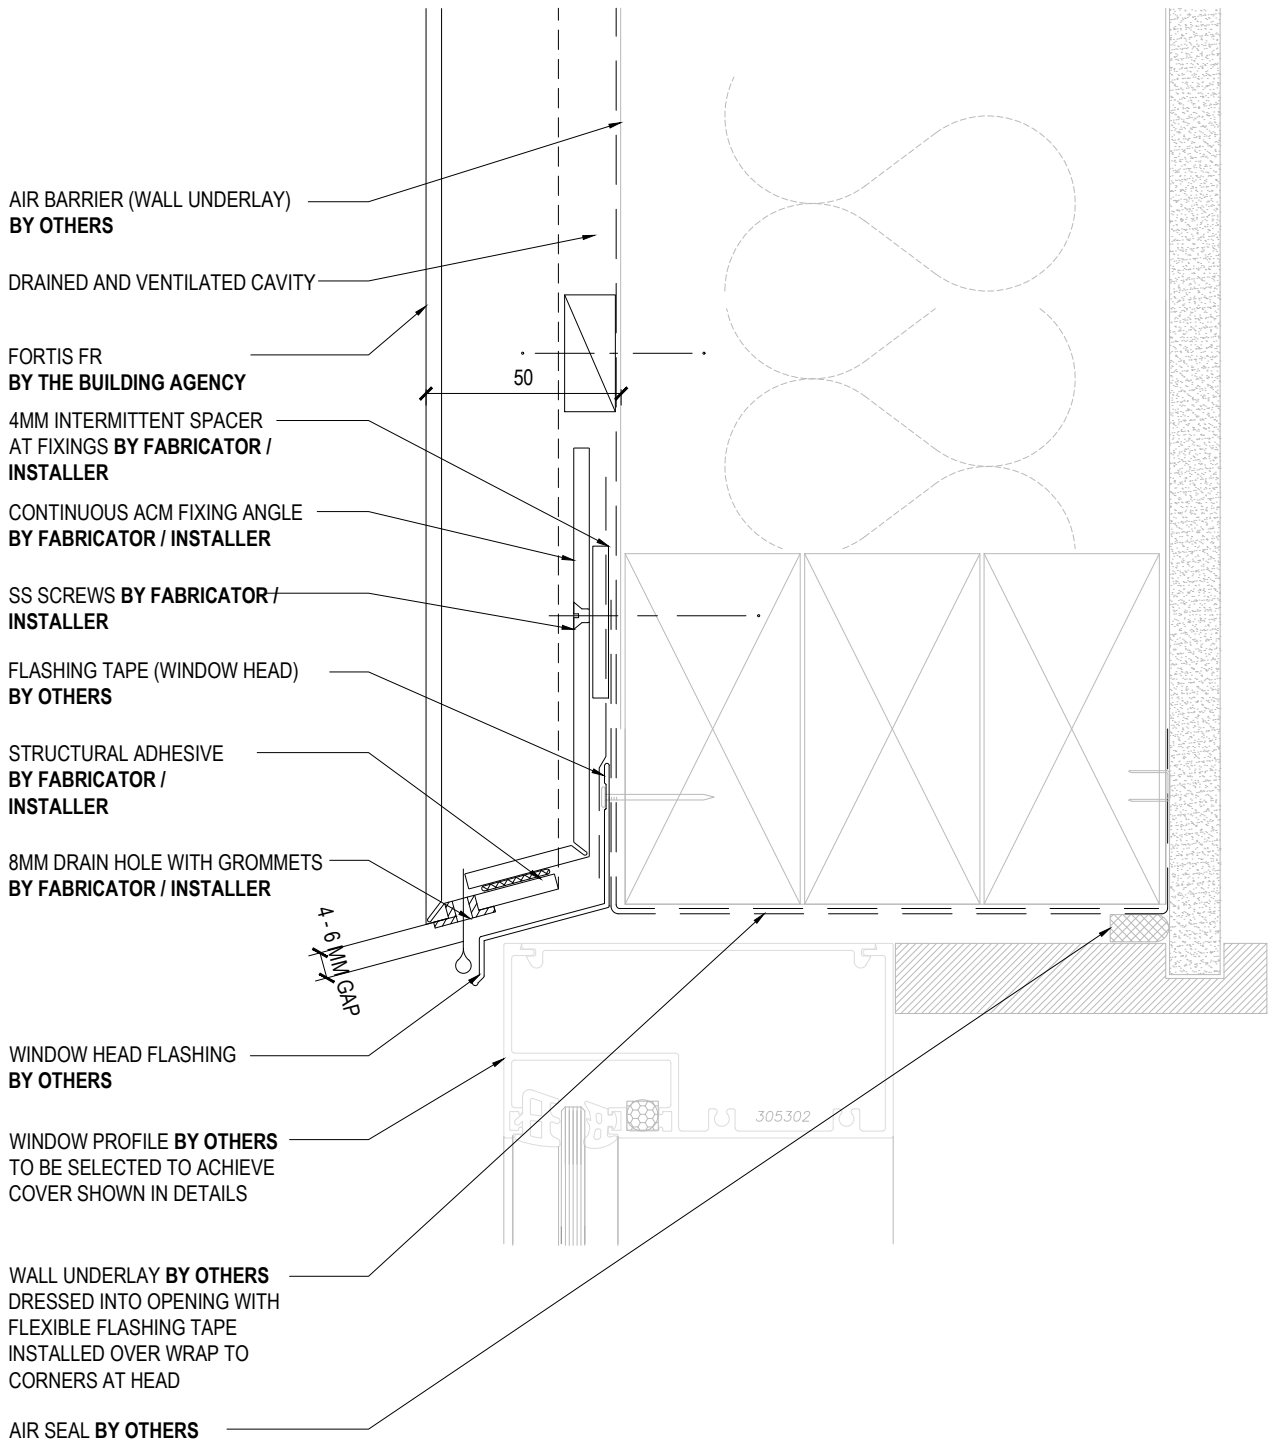 AIR BARRIER (WALL UNDERLAY)
BY OTHERS
DRAINED AND VENTILATED CAVITY
FORTIS FR
BY THE BUILDING AGENCY
50
4MM INTERMITTENT SPACER
AT FIXINGS BY FABRICATOR /
INSTALLER
CONTINUOUS ACM FIXING ANGLE
BY FABRICATOR / INSTALLER
SS SCREWS BY FABRICATOR /
INSTALLER
FLASHING TAPE (WINDOW HEAD)
BY OTHERS
STRUCTURAL ADHESIVE
BY FABRICATOR /
INSTALLER
8MM DRAIN HOLE WITH GROMMETS
BY FABRICATOR / INSTALLER
4 - 6 MM GAP
WINDOW HEAD FLASHING
BY OTHERS
305302
WINDOW PROFILE BY OTHERS
TO BE SELECTED TO ACHIEVE
COVER SHOWN IN DETAILS
WALL UNDERLAY BY OTHERS
DRESSED INTO OPENING WITH
FLEXIBLE FLASHING TAPE
INSTALLED OVER WRAP TO
CORNERS AT HEAD
AIR SEAL BY OTHERS